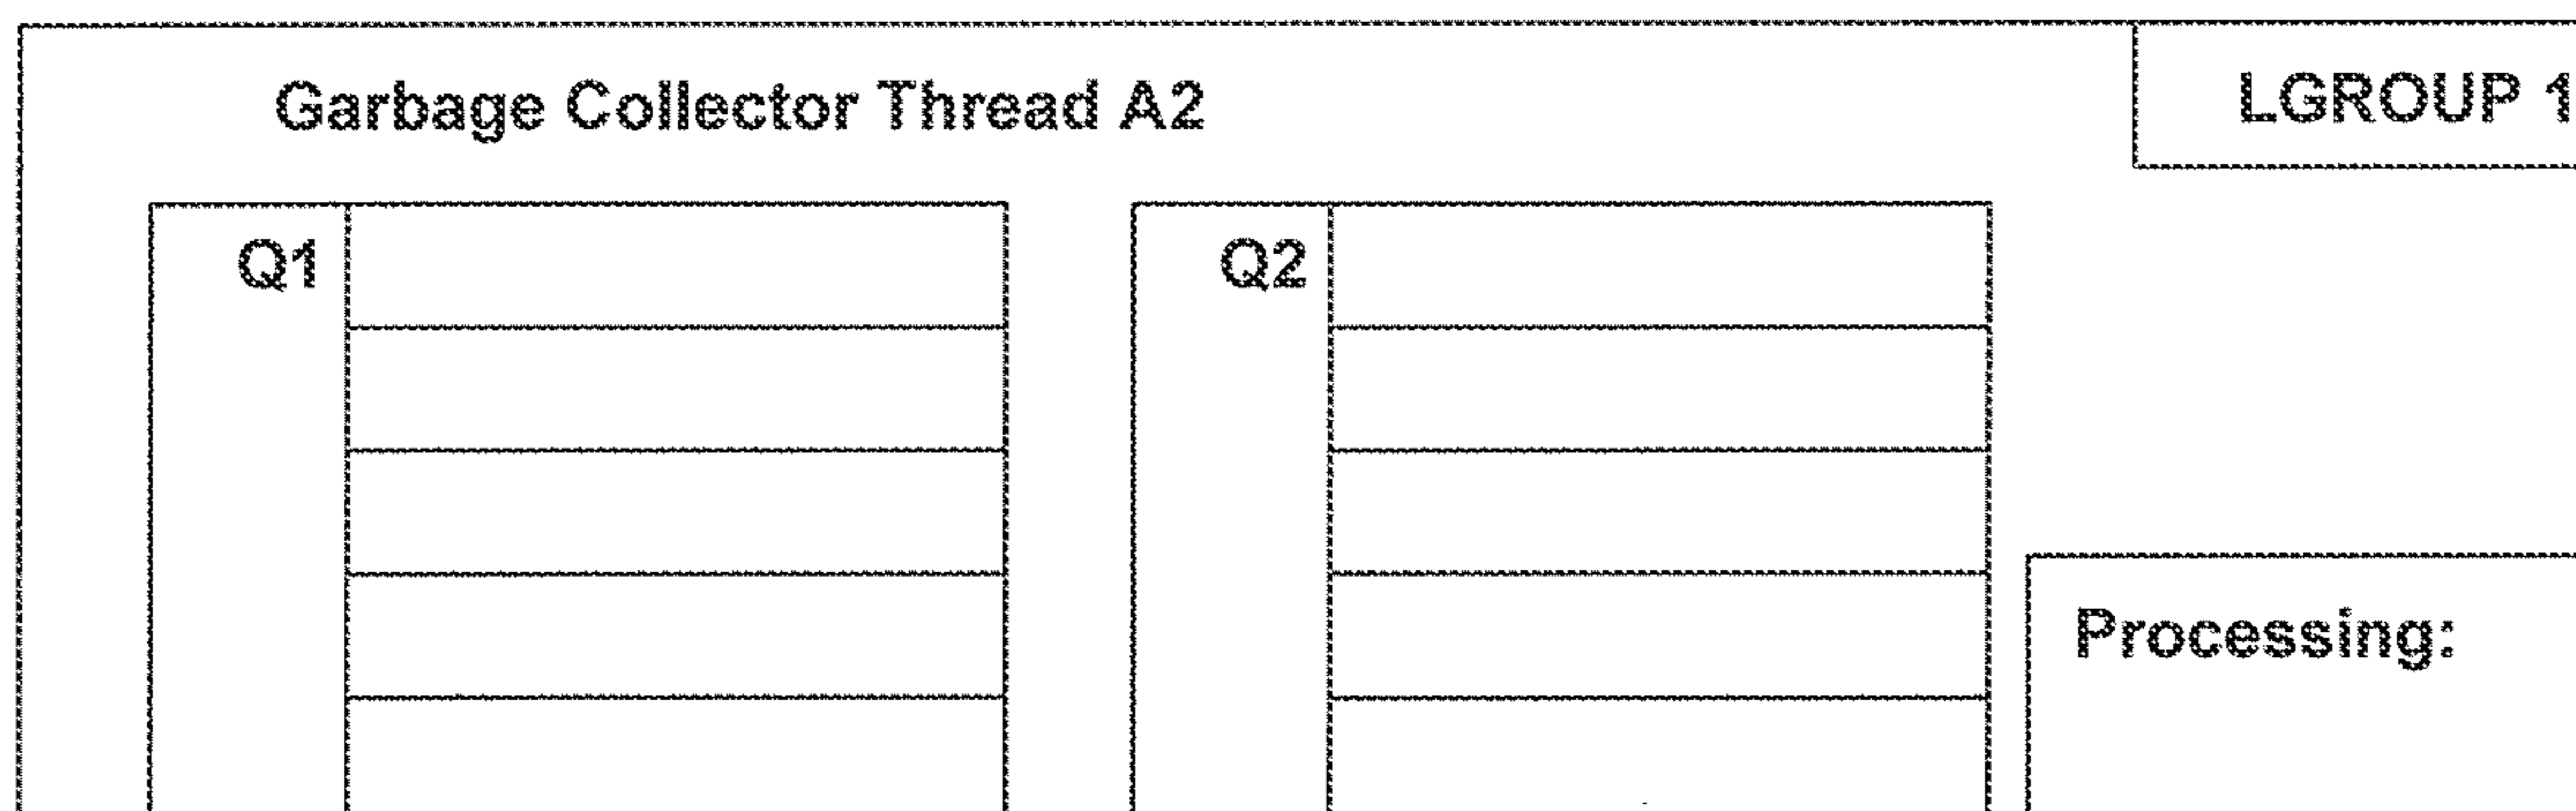 Garbage Collector Thread A2
LGROUP 1
Q1
Q2
Processing: